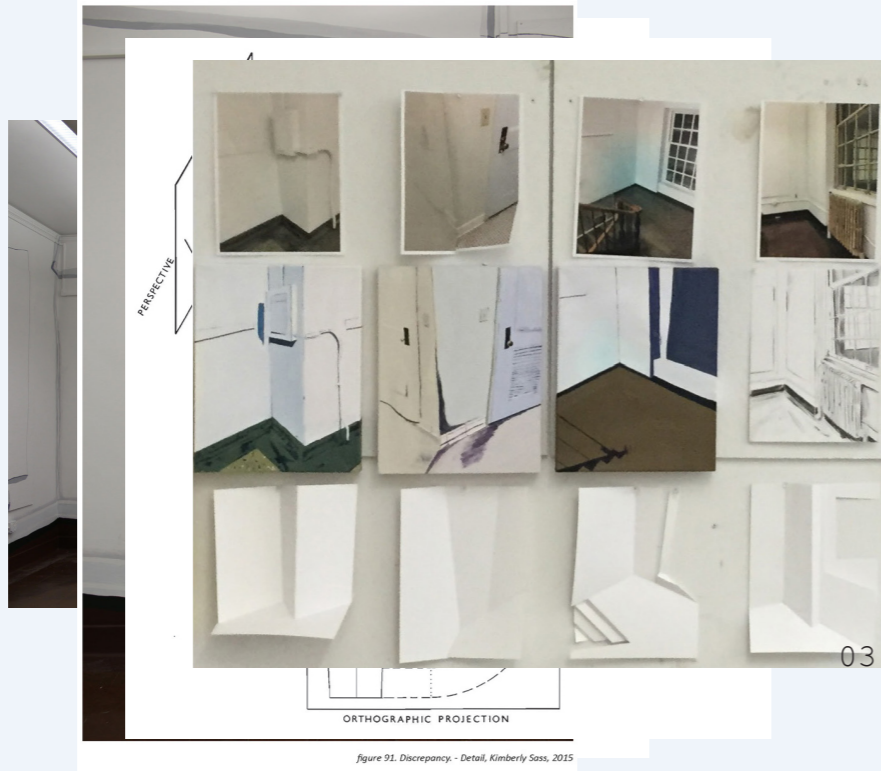 PERSPECTIVE
03
ORTHOGRAPHIC PROJECTION
figure 91. Discrepancy. - Detail, Kimberly Sass, 2015